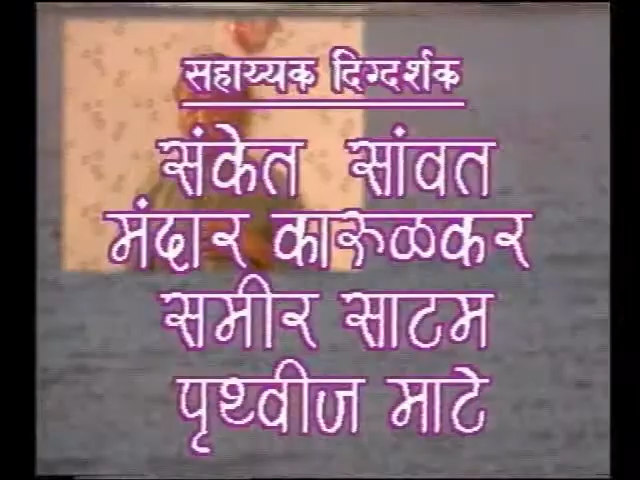 सहाय्यक दिग्दर्शक
संकेत सांवत
मंदार कारुळकर
समीर साटम
पृथ्वीज माटे